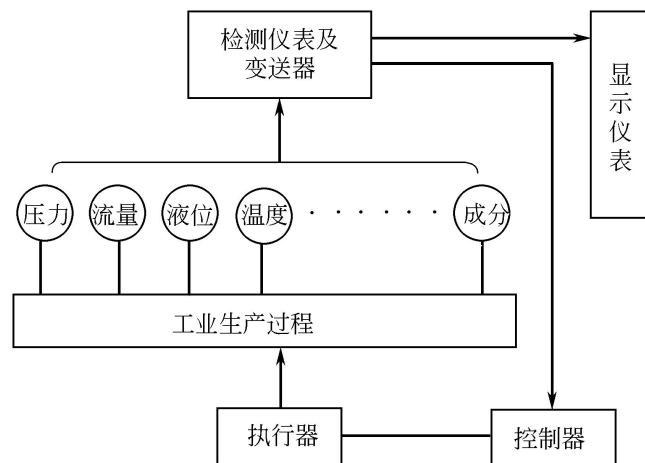 检测仪表及
变送器
显
示
仪
表
压力
流量
液位
温度
· · · · · ·
成分
工业生产过程
执行器
控制器